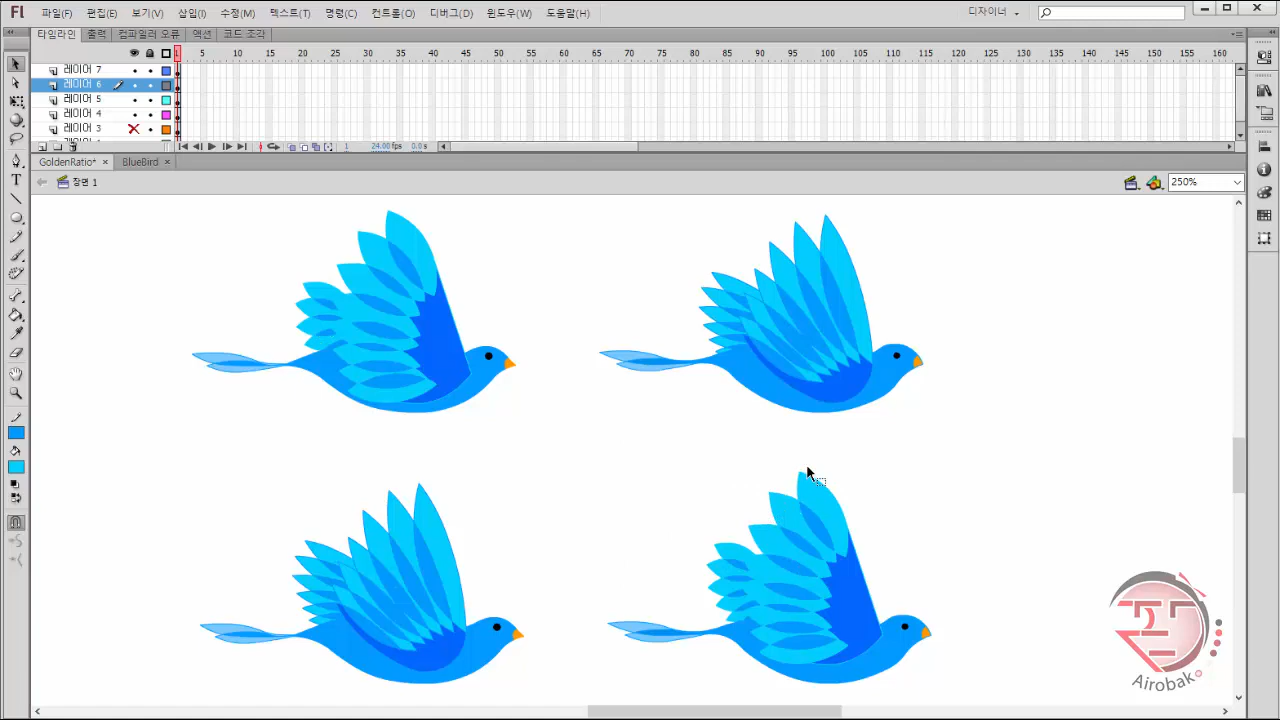 Fl 파일(F) 편집(E) 보기(V) 삽입(I) 수정(M) 텍스트(T) 명령(C) 컨트롤(O) 디버그(D) 윈도우(W) 도움말(H) 디자이너
타임라인 출력 컴파일러 오류 액션 코드 조각
1 5 10 15 20 25 30 35 40 45 50 55 60 65 70 75 80 85 90 95 100 105 110 115 120 125 130 135 140 145 150 155 160
레이어 7
레이어 6
레이어 5
레이어 4
레이어 3
1 24.00 fps 0.0 s
GoldenRatio* BlueBird
장면 1 250%
Airobak